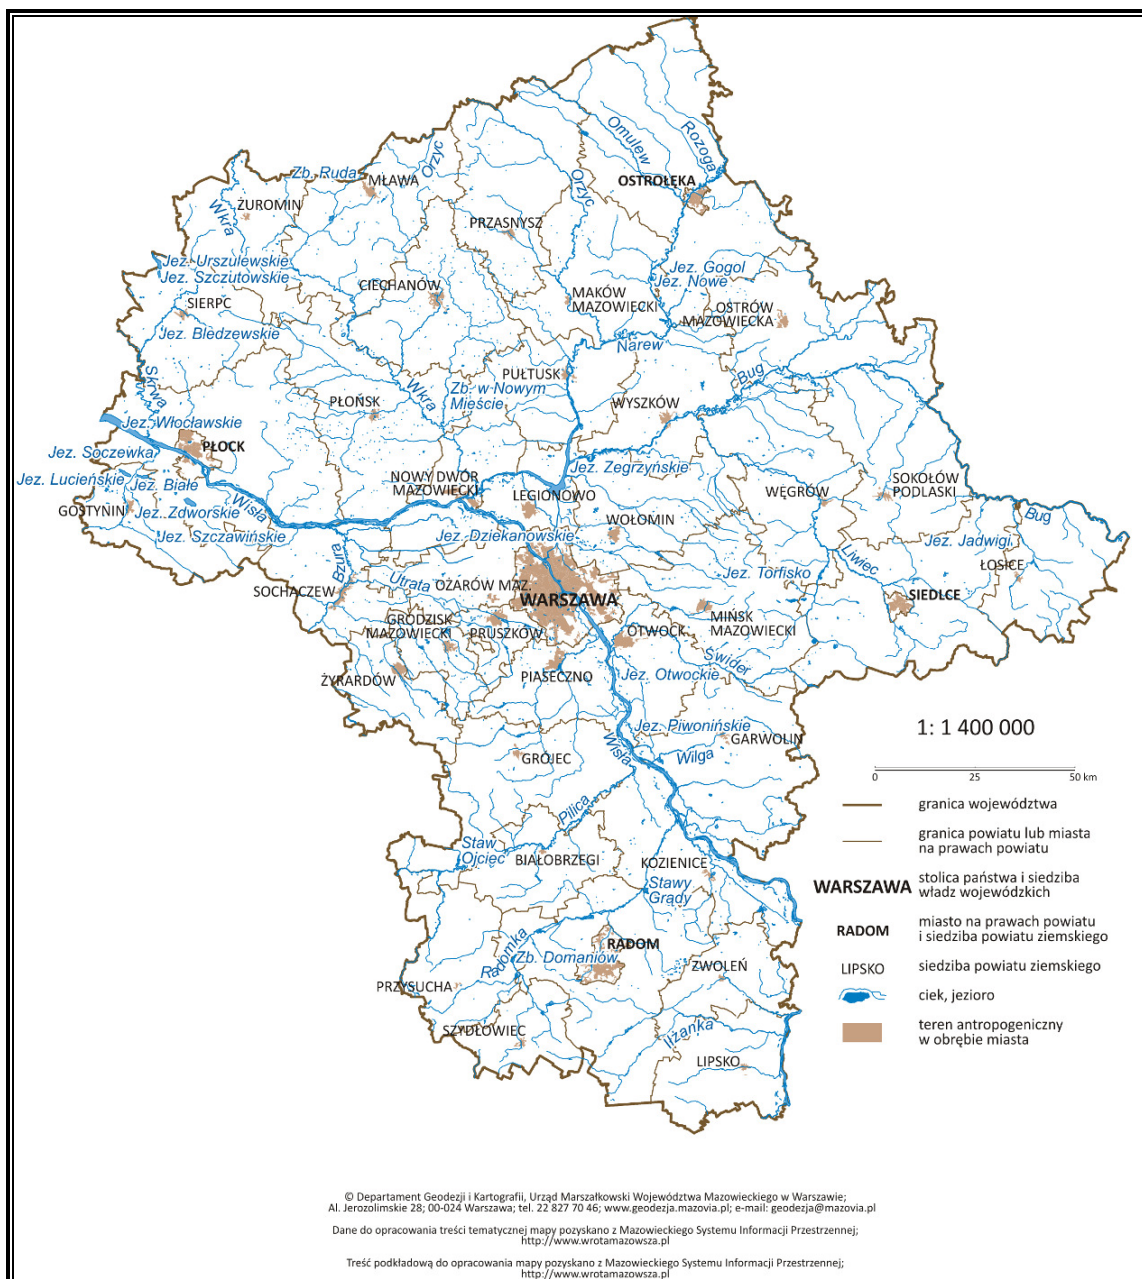 Omulew
Rozoga
Orzyc
Zb. Ruda
MŁAWA
Orzyc
OSTROŁĘKA
ŻUROMIN
Wkra
PRZASNYSZ
Jez. Urszulewskie
Jez. Szczutowskie
Jez. Gogol
Jez. Nowe
SIERPC
CIECHANÓW
MAKÓW
MAZOWIECKI
OSTRÓW
MAZOWIECKA
Jez. Bledzewskie
Narew
Skrwa
PUŁTUSK
Bug
Wkra
Zb. w Nowym
Mieście
PŁOŃSK
WYSZKÓW
Jez. Włocławskie
PŁOCK
Jez. Soczewka
Jez. Lucieńskie
Jez. Białe
NOWY DWÓR
MAZOWIECKI
Jez. Zegrzyńskie
LEGIONOWO
WĘGRÓW
SOKOŁÓW
PODLASKI
GOSTYNIN
Jez. Zdworskie
Wisła
Jez. Szczawińskie
Jez. Dziekanowskie
WOŁOMIN
Bug
Jez. Jadwigi
Bzura
Liwiec
ŁOSICE
SOCHACZEW
Utrata
OŻARÓW MAZ.
Jez. Torfisko
WARSZAWA
SIEDLCE
GRODZISK
MAZOWIECKI
PRUSZKÓW
OTWOCK
MIŃSK
MAZOWIECKI
ŻYRARDÓW
PIASECZNO
Jez. Otwockie
Świder
Jez. Piwonińskie
GARWOLIN
Wisła
Wilga
GRÓJEC
Pilica
Staw
Ojciec
BIAŁOBRZEGI
KOZIENICE
Stawy
Grądy
Radomka
RADOM
Zb. Domaniów
ZWOLEŃ
PRZYSUCHA
SZYDŁOWIEC
Iłżanka
LIPSKO
1: 1 400 000
0 25 50 km
granica województwa
granica powiatu lub miasta
na prawach powiatu
WARSZAWA stolica państwa i siedziba
władz wojewódzkich
RADOM miasto na prawach powiatu
i siedziba powiatu ziemskiego
LIPSKO siedziba powiatu ziemskiego
ciek, jezioro
teren antropogeniczny
w obrębie miasta
© Departament Geodezji i Kartografii, Urząd Marszałkowski Województwa Mazowieckiego w Warszawie;
Al. Jerozolimskie 28; 00-024 Warszawa; tel. 22 827 70 46; www.geodezja.mazovia.pl; e-mail: geodezja@mazovia.pl
Dane do opracowania treści tematycznej mapy pozyskano z Mazowieckiego Systemu Informacji Przestrzennej;
http://www.wrotamazowsza.pl
Treść podkładową do opracowania mapy pozyskano z Mazowieckiego Systemu Informacji Przestrzennej;
http://www.wrotamazowsza.pl